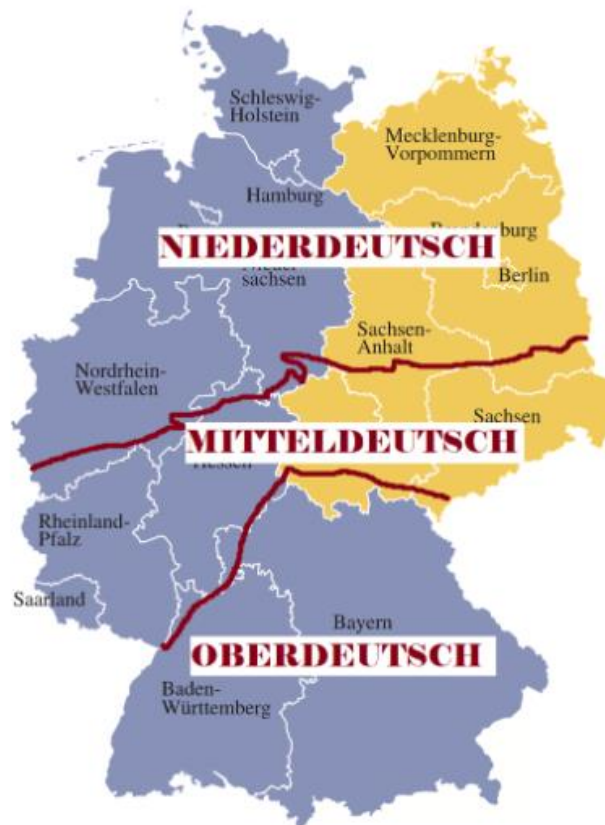 Schleswig-
Holstein
Mecklenburg-
Vorpommern
Hamburg
NIEDERDEUTSCH
sachsen
Berlin
Sachsen-
Anhalt
Nordrhein-
Westfalen
Sachsen
MITTELDEUTSCH
Hessen
Rheinland-
Pfalz
Saarland
Bayern
OBERDEUTSCH
Baden-
Württemberg